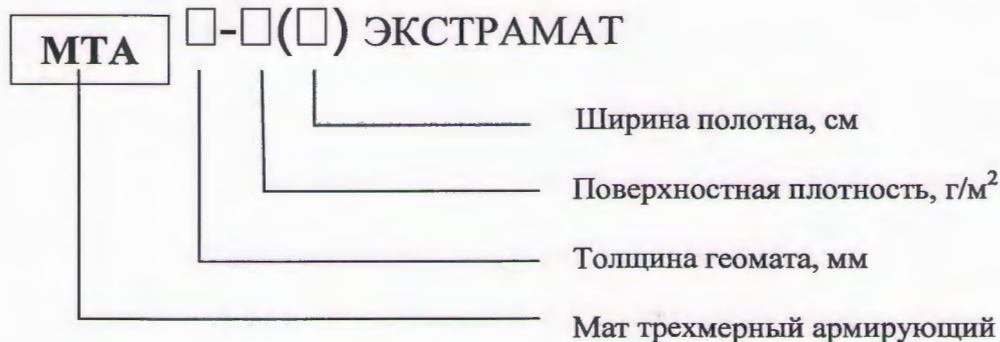 МТА □-□(□) ЭКСТРАМАТ
Ширина полотна, см
Поверхностная плотность, г/м²
Толщина геомата, мм
Мат трехмерный армирующий